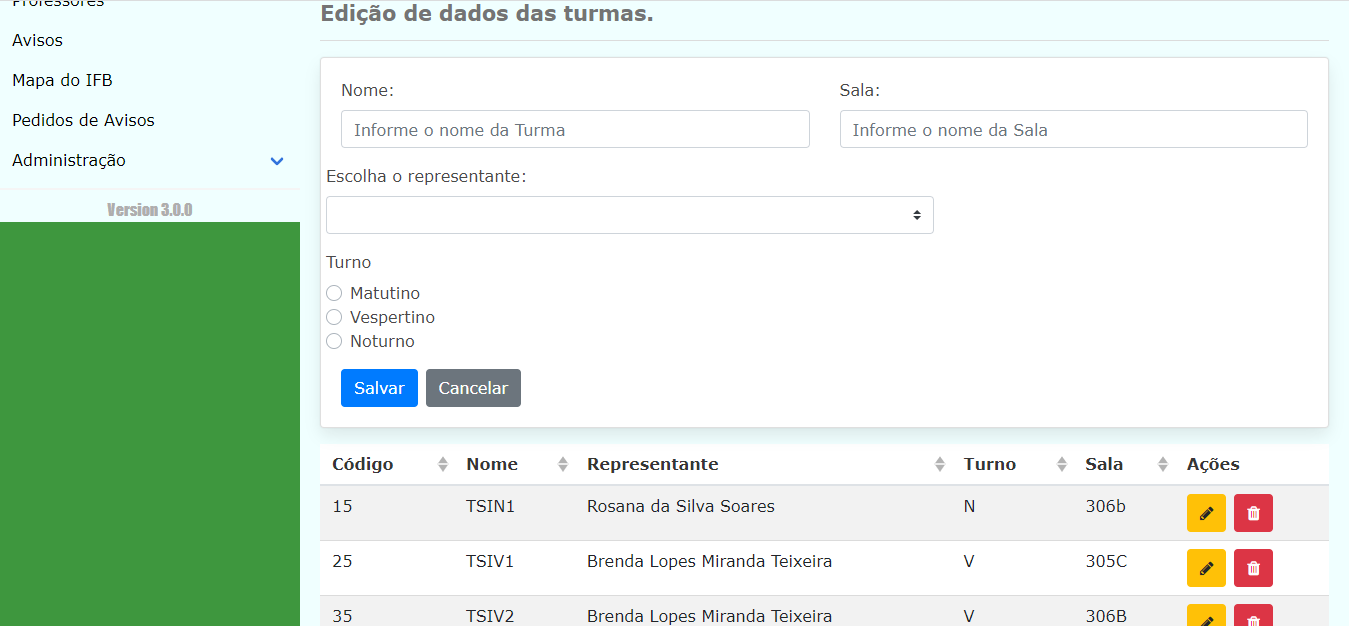 Professores
Avisos
Mapa do IFB
Pedidos de Avisos
Administração
Version 3.0.0
Edição de dados das turmas.
Nome:
Sala:
Informe o nome da Turma
Informe o nome da Sala
Escolha o representante:
Turno
Matutino
Vespertino
Noturno
Salvar Cancelar
Código Nome Representante Turno Sala Ações
15 TSIN1 Rosana da Silva Soares N 306b
25 TSIV1 Brenda Lopes Miranda Teixeira V 305C
35 TSIV2 Brenda Lopes Miranda Teixeira V 306B